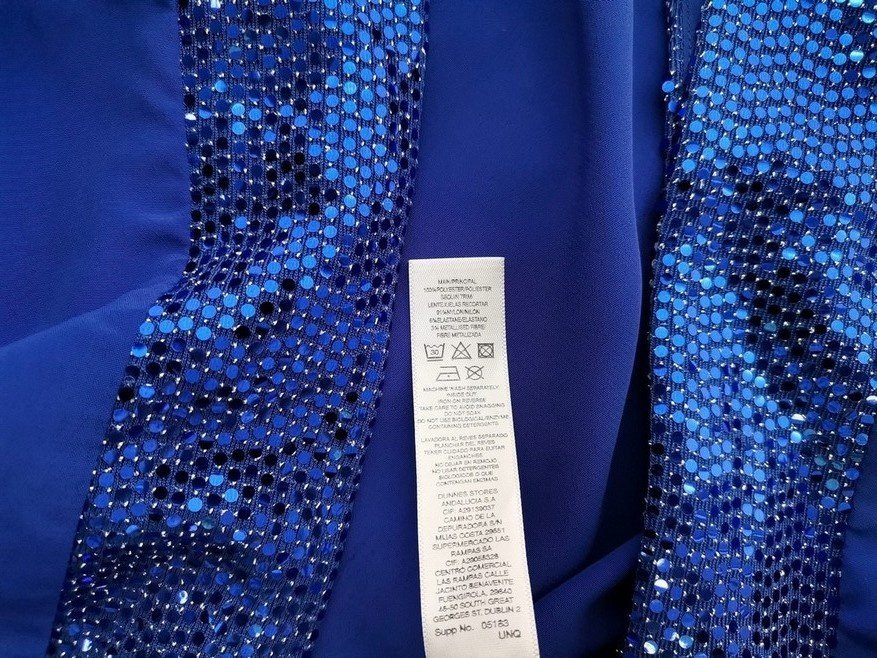 MAIN/PRINCIPAL
100%POLYESTER/POLIESTER
SEQUIN TRIM
LENTEJUELAS RECORTAR
91%NYLON/NILON
6%ELASTANE/ELASTANO
3% METALLISED FIBRE
FIBRE METALIZADA
30
MACHINE WASH SEPARATELY
INSIDE OUT
IRON ON REVERSE
TAKE CARE TO AVOID SNAGGING
DO NOT SOAK
DO NOT USE BIOLOGICAL/ENZYME
CONTAINING DETERGENTS
LAVADORA AL REVES SEPARADO
PLANCHAR DEL REVES
TENER CUIDADO PARA EVITAR
ENGANCHES
NO DEJAR EN REMOJO
NO USAR DETERGENTES
BIOLOGICOS O QUE
CONTENGAN ENZIMAS
DUNNES STORES
ANDALUCIA S.A
CIF: A29139037
CAMINO DE LA
DEPURADORA S/N
MIJAS COSTA 29651
SUPERMERCADO LAS
RAMPAS SA
CIF: A29058328
CENTRO COMERCIAL
LAS RAMPAS CALLE
JACINTO BENAVENTE
FUENGIROLA, 29640
46-50 SOUTH GREAT
GEORGES ST, DUBLIN 2
Supp No. 05183
UNQ